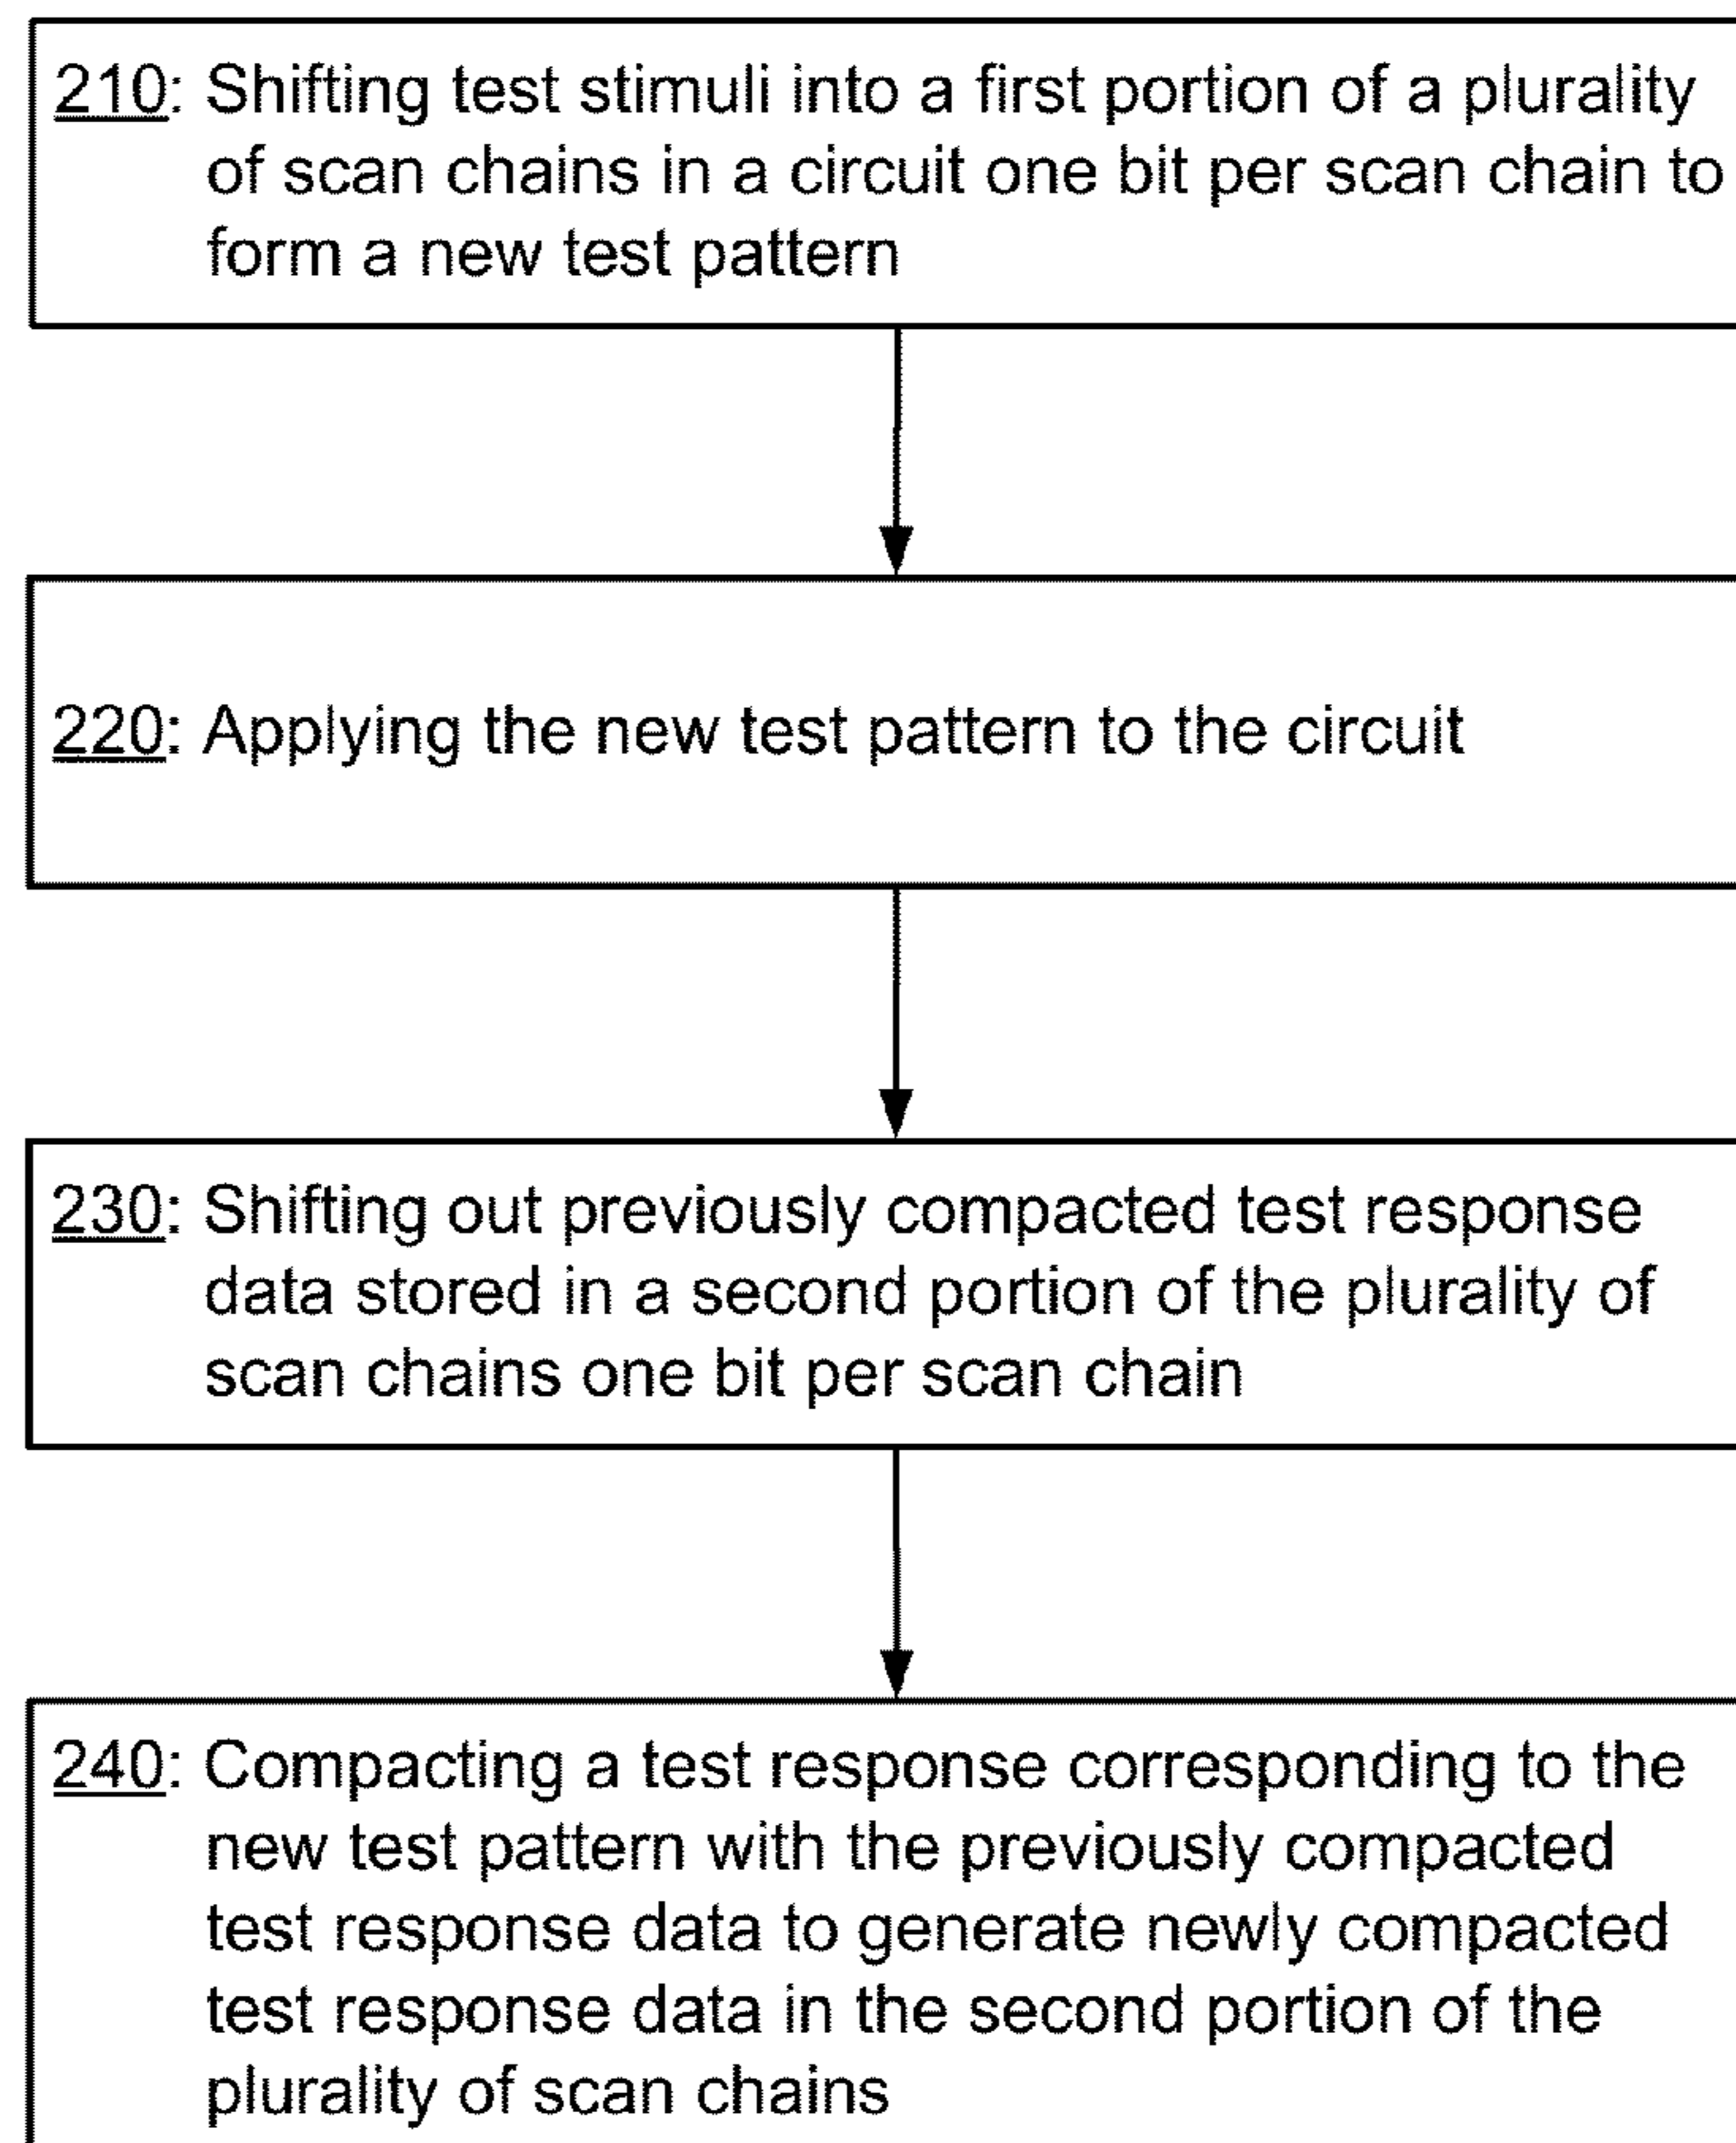 210: Shifting test stimuli into a first portion of a plurality
of scan chains in a circuit one bit per scan chain to
form a new test pattern
220: Applying the new test pattern to the circuit
230: Shifting out previously compacted test response
data stored in a second portion of the plurality of
scan chains one bit per scan chain
240: Compacting a test response corresponding to the
new test pattern with the previously compacted
test response data to generate newly compacted
test response data in the second portion of the
plurality of scan chains